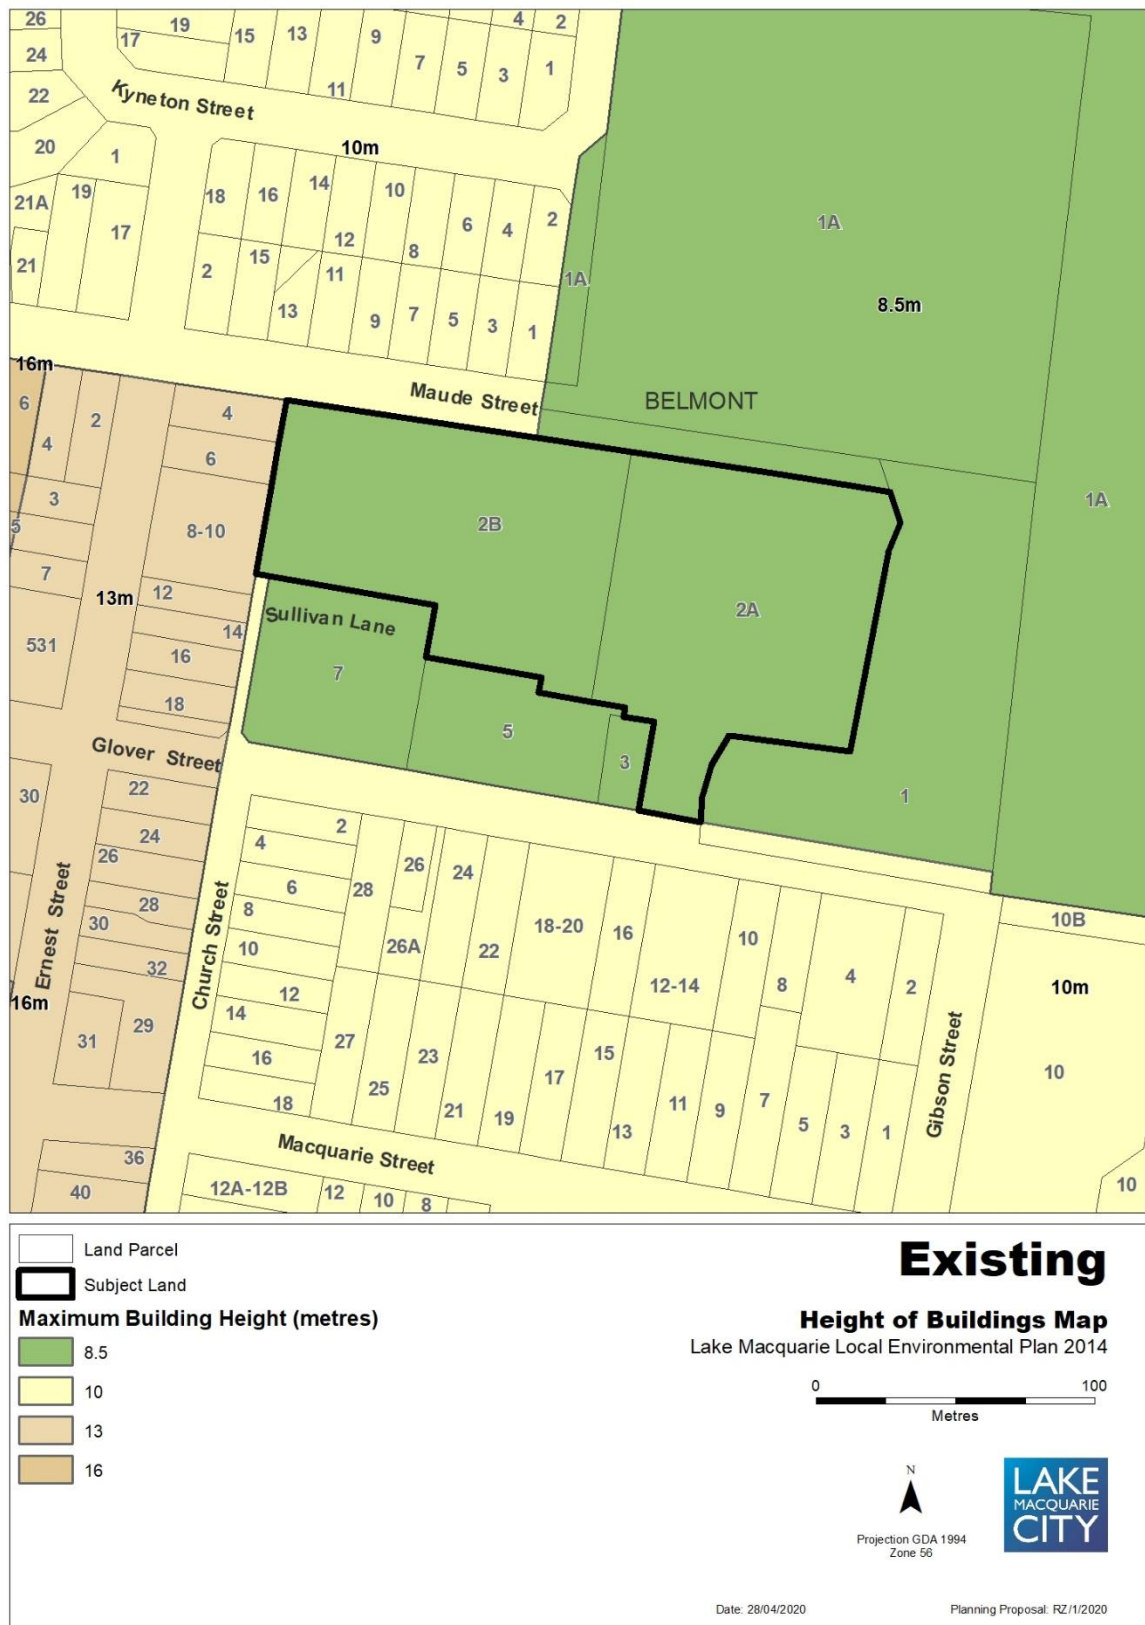 26
19
4
2
24
17
15
13
9
7
5
3
1
22
11
Kyneton Street
10m
20
1
18
16
14
10
2
21A
19
17
12
8
6
4
1A
1A
21
2
15
13
11
9
7
5
3
1
8.5m
16m
Maude Street
BELMONT
6
4
2
4
6
3
5
8-10
2B
1A
7
13m
12
Sullivan Lane
2A
531
14
16
7
18
5
3
Glover Street
1
30
22
24
26
28
30
32
Ernest Street
31
29
16m
36
40
Church Street
2
4
6
8
10
12
14
16
18
28
26
26A
24
22
18-20
16
12-14
10
8
4
2
10B
10m
27
25
23
21
19
17
15
13
11
9
7
5
3
1
Gibson Street
10
10
Macquarie Street
12A-12B
12
10
8
Land Parcel
Subject Land
Maximum Building Height (metres)
8.5
10
13
16
Existing
Height of Buildings Map
Lake Macquarie Local Environmental Plan 2014
0 100
Metres
N
Projection GDA 1994
Zone 56
LAKE
MACQUARIE
CITY
Date: 28/04/2020
Planning Proposal: RZ/1/2020